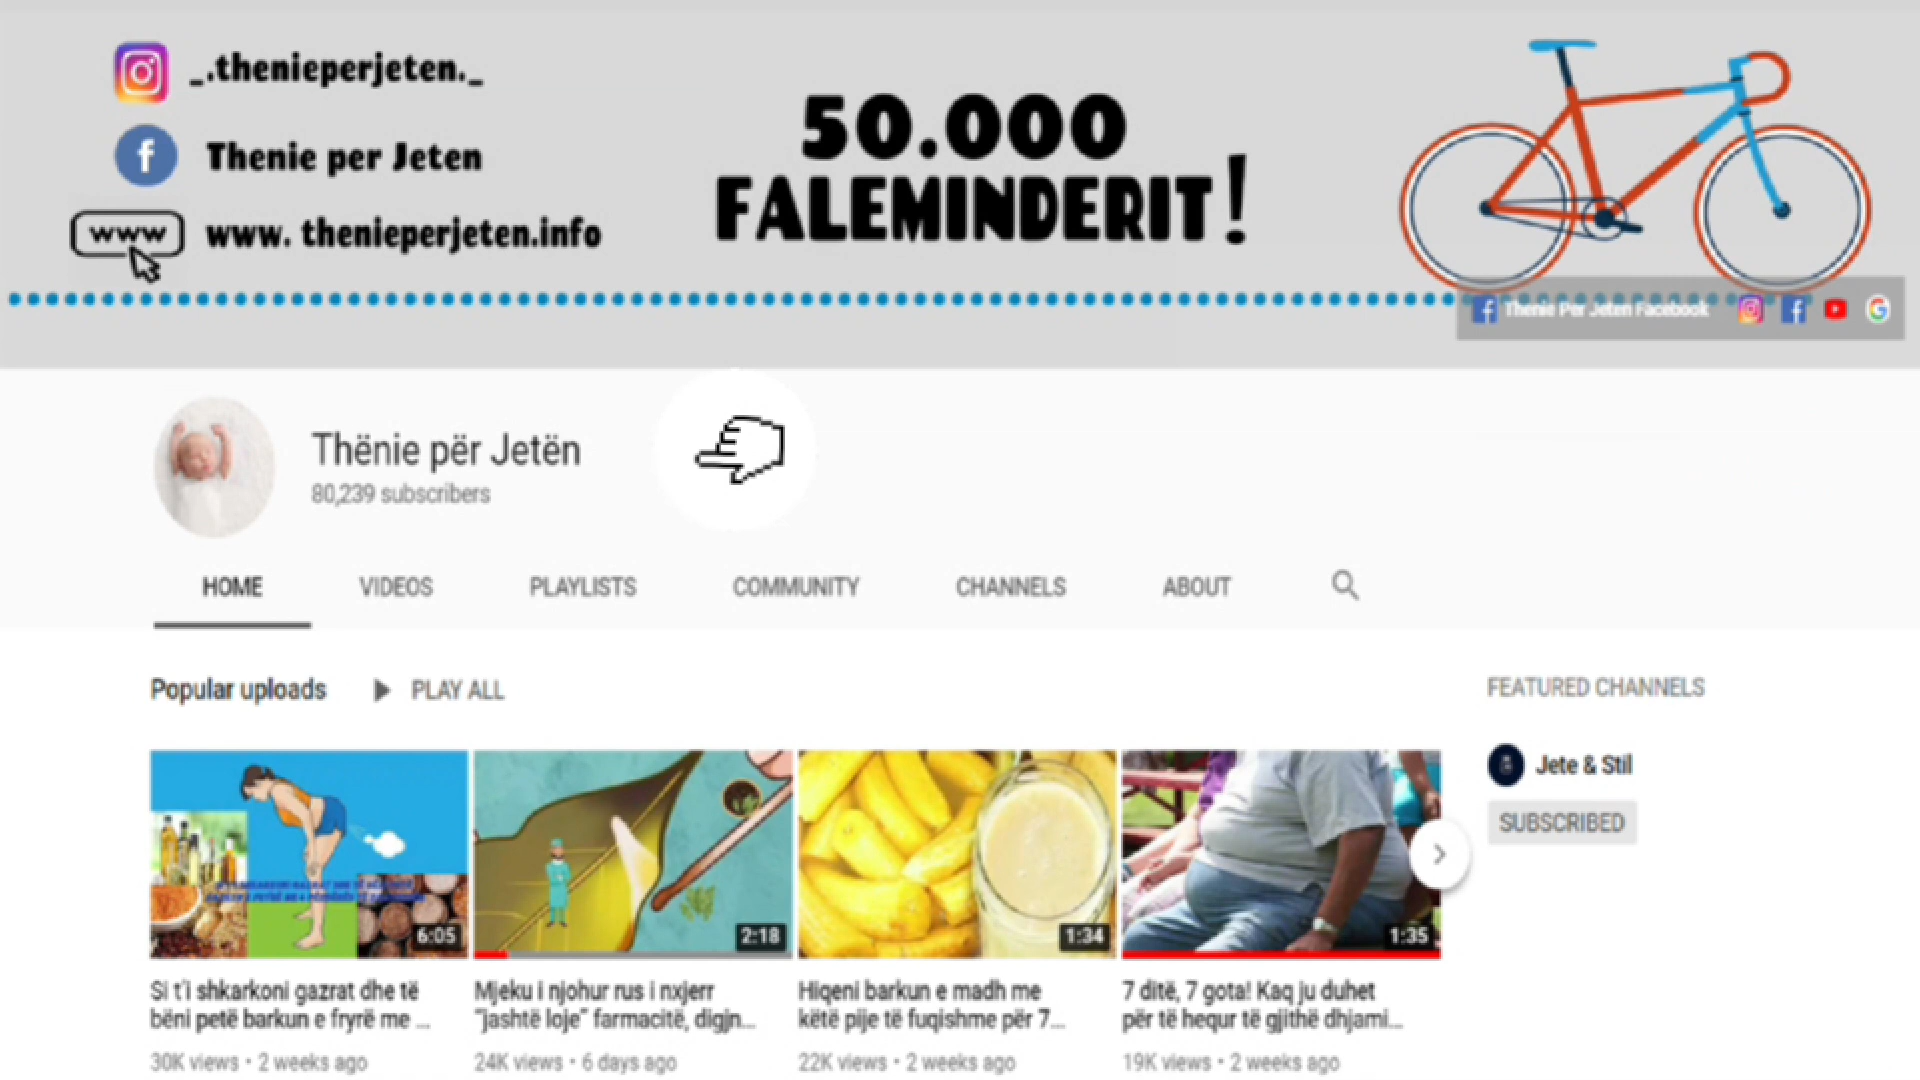 _.thenieperjeten._
Thenie per Jeten
www
www. thenieperjeten.info
50.000
FALEMINDERIT!
Thenie Per Jeten Facebook
Thënie për Jetën
80,239 subscribers
HOME VIDEOS PLAYLISTS COMMUNITY CHANNELS ABOUT
Popular uploads PLAY ALL
FEATURED CHANNELS
Jete & Stil
SUBSCRIBED
6:05 2:18 1:34 1:35
Si t'i shkarkoni gazrat dhe të
bëni petë barkun e fryrë me ...
30K views • 2 weeks ago
Mjeku i njohur rus i nxjerr
"jashtë loje" farmacitë, digjn...
24K views • 6 days ago
Hiqeni barkun e madh me
këtë pije të fuqishme për 7...
22K views • 2 weeks ago
7 ditë, 7 gota! Kaq ju duhet
për të hequr të gjithë dhjami...
19K views • 2 weeks ago